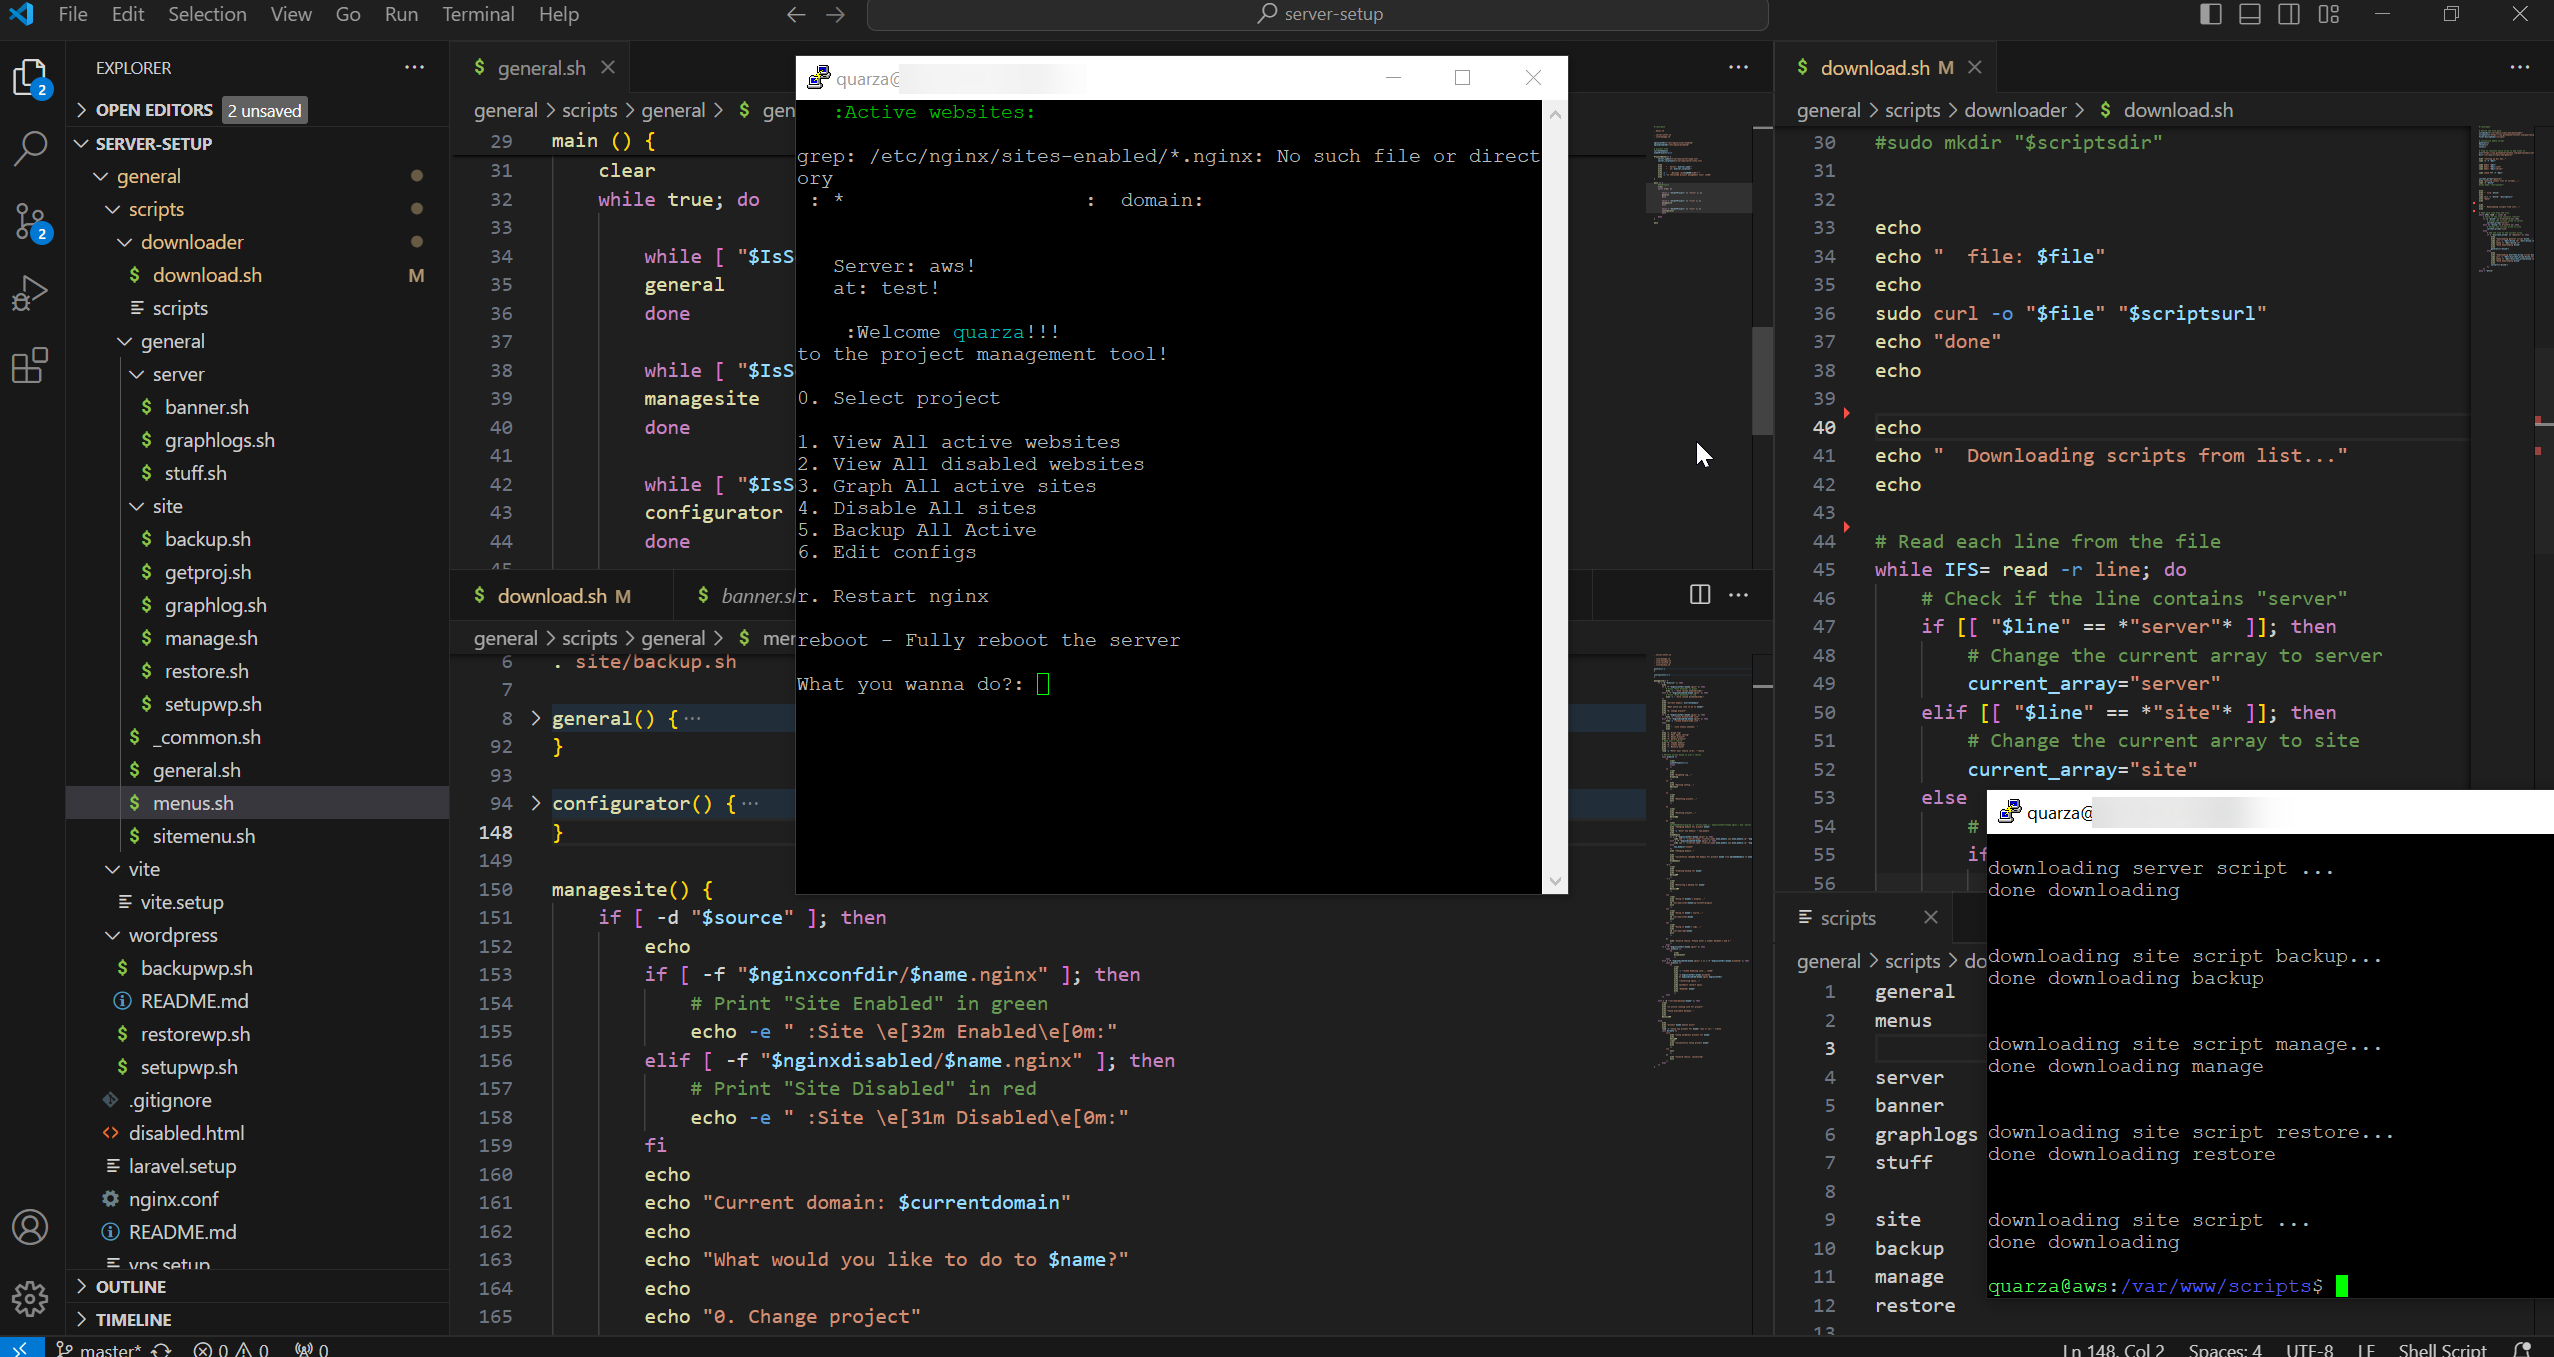 File Edit Selection View Go Run Terminal Help
server-setup
EXPLORER
OPEN EDITORS 2 unsaved
SERVER-SETUP
general
scripts
downloader
download.sh M
scripts
general
server
banner.sh
graphlogs.sh
stuff.sh
site
backup.sh
getproj.sh
graphlog.sh
manage.sh
restore.sh
setupwp.sh
_common.sh
general.sh
menus.sh
sitemenu.sh
vite
vite.setup
wordpress
backupwp.sh
README.md
restorewp.sh
setupwp.sh
.gitignore
disabled.html
laravel.setup
nginx.conf
README.md
vps.setup
OUTLINE
TIMELINE
2
2
general.sh
general > scripts > general > $ gen
29 main () {
31 clear
32 while true; do
33
34 while [ "$IsS
35 general
36 done
37
38 while [ "$IsS
39 managesite
40 done
41
42 while [ "$IsS
43 configurator
44 done
45
download.sh M
banner.sh
general > scripts > general > $ mer
6 . site/backup.sh
7
8 general() {···
92 }
93
94 configurator() {···
148 }
149
150 managesite() {
151 if [ -d "$source" ]; then
152 echo
153 if [ -f "$nginxconfdir/$name.nginx" ]; then
154 # Print "Site Enabled" in green
155 echo -e " :Site \e[32m Enabled\e[0m:"
156 elif [ -f "$nginxdisabled/$name.nginx" ]; then
157 # Print "Site Disabled" in red
158 echo -e " :Site \e[31m Disabled\e[0m:"
159 fi
160 echo
161 echo "Current domain: $currentdomain"
162 echo
163 echo "What would you like to do to $name?"
164 echo
165 echo "0. Change project"
quarza@
:Active websites:
grep: /etc/nginx/sites-enabled/*.nginx: No such file or direct
ory
: * : domain:
Server: aws!
at: test!
:Welcome quarza!!!
to the project management tool!
0. Select project
1. View All active websites
2. View All disabled websites
3. Graph All active sites
4. Disable All sites
5. Backup All Active
6. Edit configs
r. Restart nginx
reboot - Fully reboot the server
What you wanna do?:
download.sh M
general > scripts > downloader > $ download.sh
30 #sudo mkdir "$scriptsdir"
31
32
33 echo
34 echo " file: $file"
35 echo
36 sudo curl -o "$file" "$scriptsurl"
37 echo "done"
38 echo
39
40 echo
41 echo " Downloading scripts from list..."
42 echo
43
44 # Read each line from the file
45 while IFS= read -r line; do
46 # Check if the line contains "server"
47 if [[ "$line" == *"server"* ]]; then
48 # Change the current array to server
49 current_array="server"
50 elif [[ "$line" == *"site"* ]]; then
51 # Change the current array to site
52 current_array="site"
53 else
54 #
55 if
56
scripts
general > scripts > do
1 general
2 menus
3
4 server
5 banner
6 graphlogs
7 stuff
8
9 site
10 backup
11 manage
12 restore
13
quarza@
downloading server script ...
done downloading
downloading site script backup...
done downloading backup
downloading site script manage...
done downloading manage
downloading site script restore...
done downloading restore
downloading site script ...
done downloading
quarza@aws:/var/www/scripts$
master* 0 0 0
Ln 148, Col 2 Spaces: 4 UTF-8 LF Shell Script